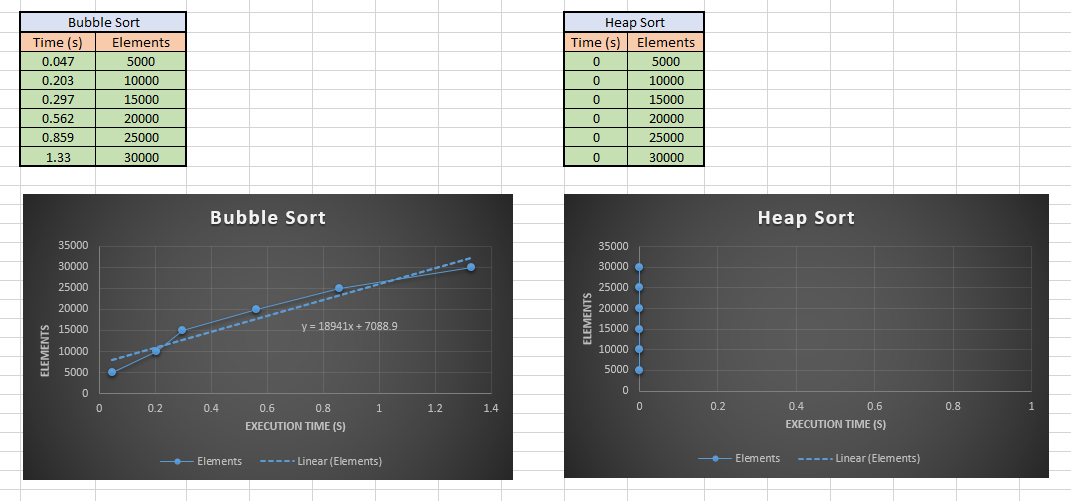 Bubble Sort
Time (s) Elements
0.047 5000
0.203 10000
0.297 15000
0.562 20000
0.859 25000
1.33 30000
Heap Sort
Time (s) Elements
0 5000
0 10000
0 15000
0 20000
0 25000
0 30000
Bubble Sort
35000
30000
25000
20000
15000
10000
5000
0
ELEMENTS
y = 18941x + 7088.9
0 0.2 0.4 0.6 0.8 1 1.2 1.4
EXECUTION TIME (S)
Elements Linear (Elements)
Heap Sort
35000
30000
25000
20000
15000
10000
5000
0
ELEMENTS
0 0.2 0.4 0.6 0.8 1
EXECUTION TIME (S)
Elements Linear (Elements)